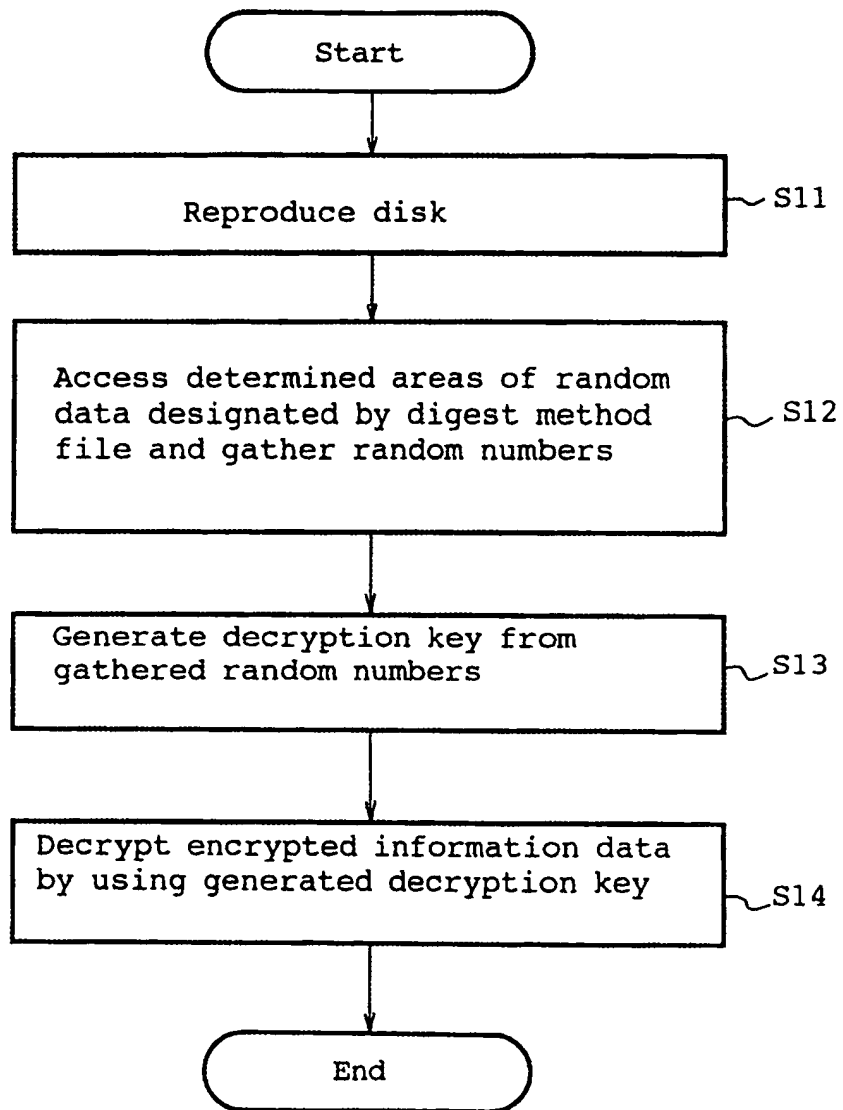 Start
Reproduce disk
S11
Access determined areas of random
data designated by digest method
file and gather random numbers
S12
Generate decryption key from
gathered random numbers
S13
Decrypt encrypted information data
by using generated decryption key
S14
End